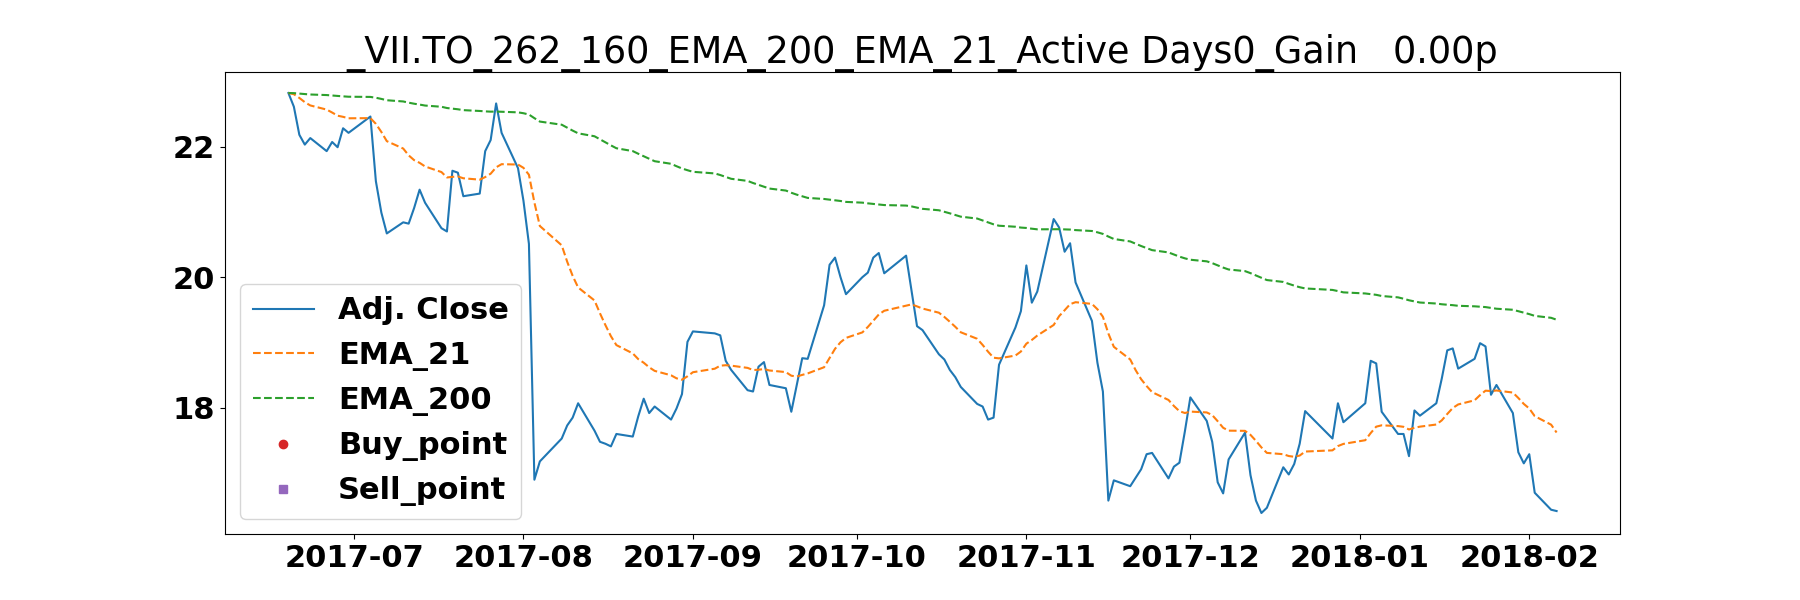 _VII.TO_262_160_EMA_200_EMA_21_Active Days0_Gain   0.00p
22
20
18
Adj. Close
EMA_21
EMA_200
Buy_point
Sell_point
2017-07 2017-08 2017-09 2017-10 2017-11 2017-12 2018-01 2018-02